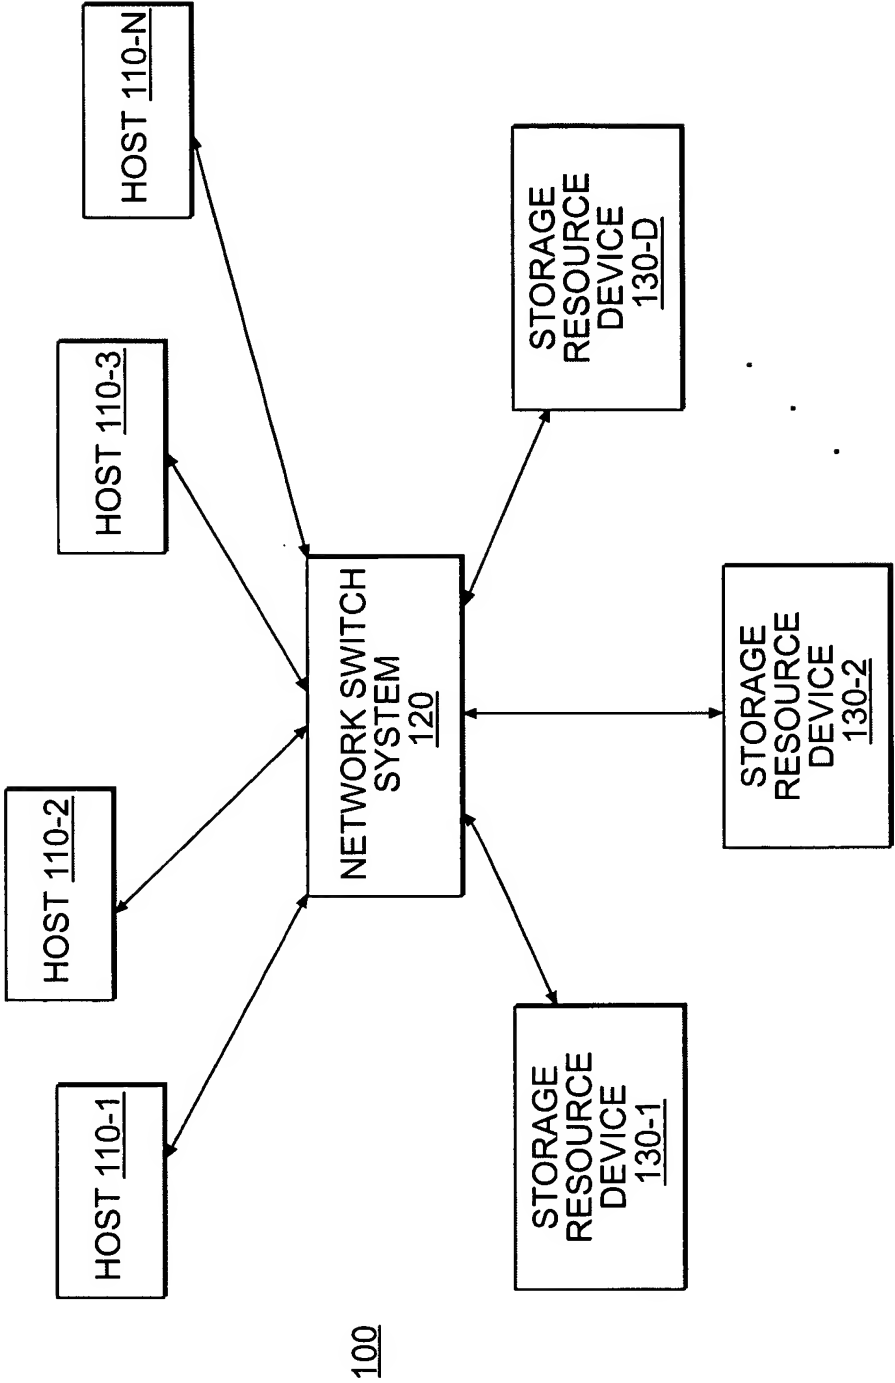 100
HOST 110-1
HOST 110-2
HOST 110-3
HOST 110-N
NETWORK SWITCH
SYSTEM
120
STORAGE
RESOURCE
DEVICE
130-1
STORAGE
RESOURCE
DEVICE
130-2
STORAGE
RESOURCE
DEVICE
130-D